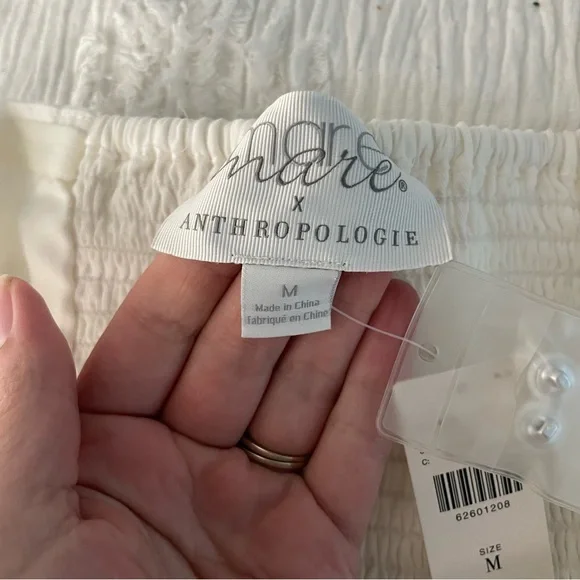 mare
mare®
X
ANTHROPOLOGIE
M
Made in China
Fabriqué en Chine
62601208
SIZE
M